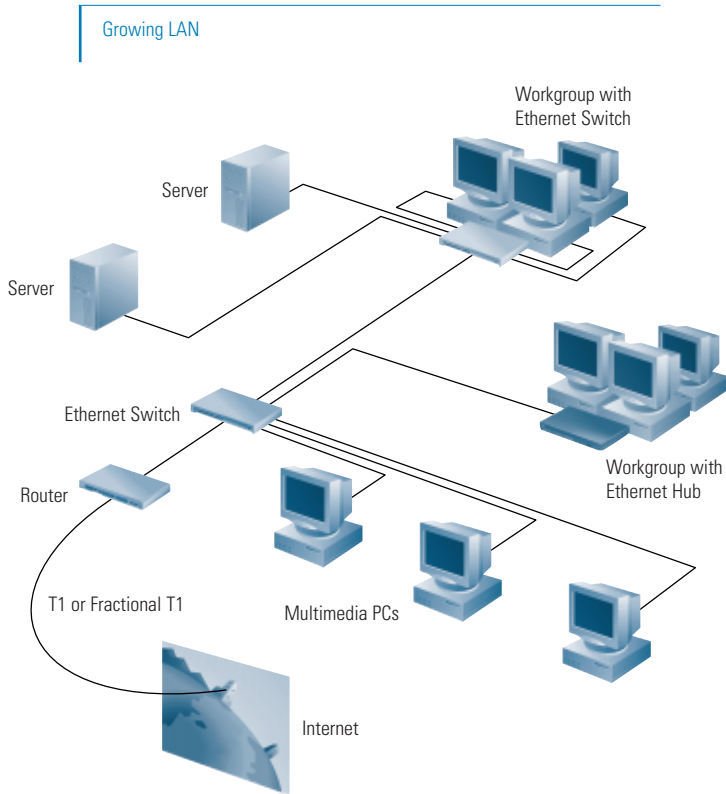 Growing LAN
Workgroup with
Ethernet Switch
Server
Server
Ethernet Switch
Workgroup with
Ethernet Hub
Router
T1 or Fractional T1
Multimedia PCs
Internet